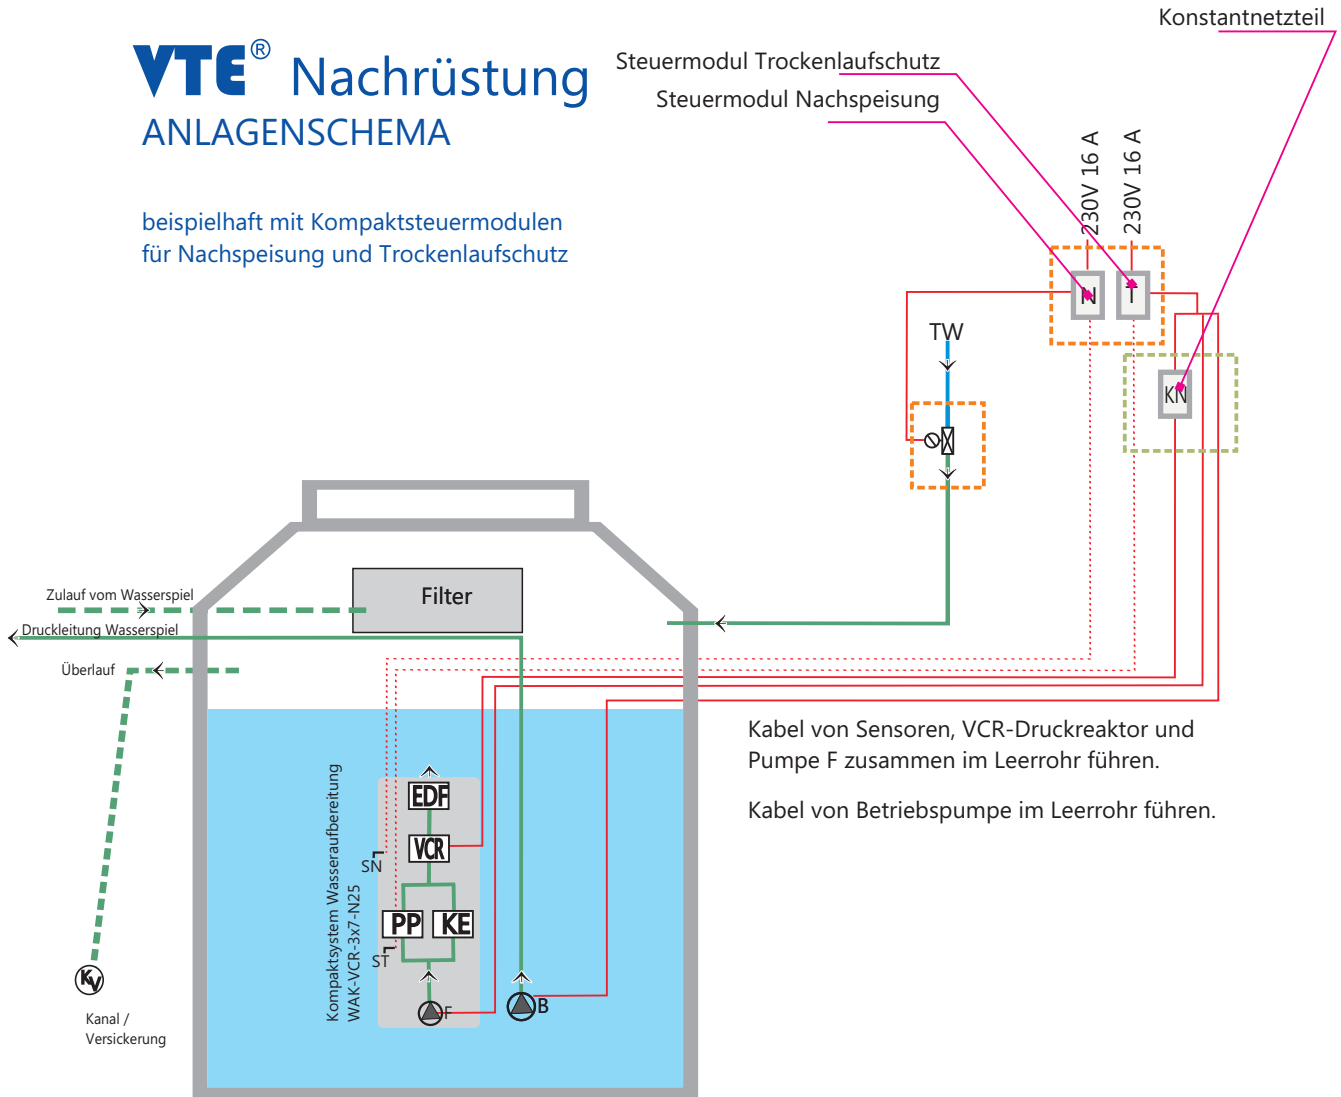 Konstantnetzteil
VTE® Nachrüstung
ANLAGENSCHEMA
Steuermodul Trockenlaufschutz
Steuermodul Nachspeisung
beispielhaft mit Kompaktsteuermodulen
für Nachspeisung und Trockenlaufschutz
230V 16 A
230V 16 A
N
T
TW
KN
Filter
Zulauf vom Wasserspiel
Druckleitung Wasserspiel
Überlauf
Kabel von Sensoren, VCR-Druckreaktor und
Pumpe F zusammen im Leerrohr führen.
Kabel von Betriebspumpe im Leerrohr führen.
Kompaktsystem Wasseraufbereitung
WAK-VCR-3x7-N25
EDF
VCR
SN
PP
KE
ST
F
B
KV
Kanal /
Versickerung